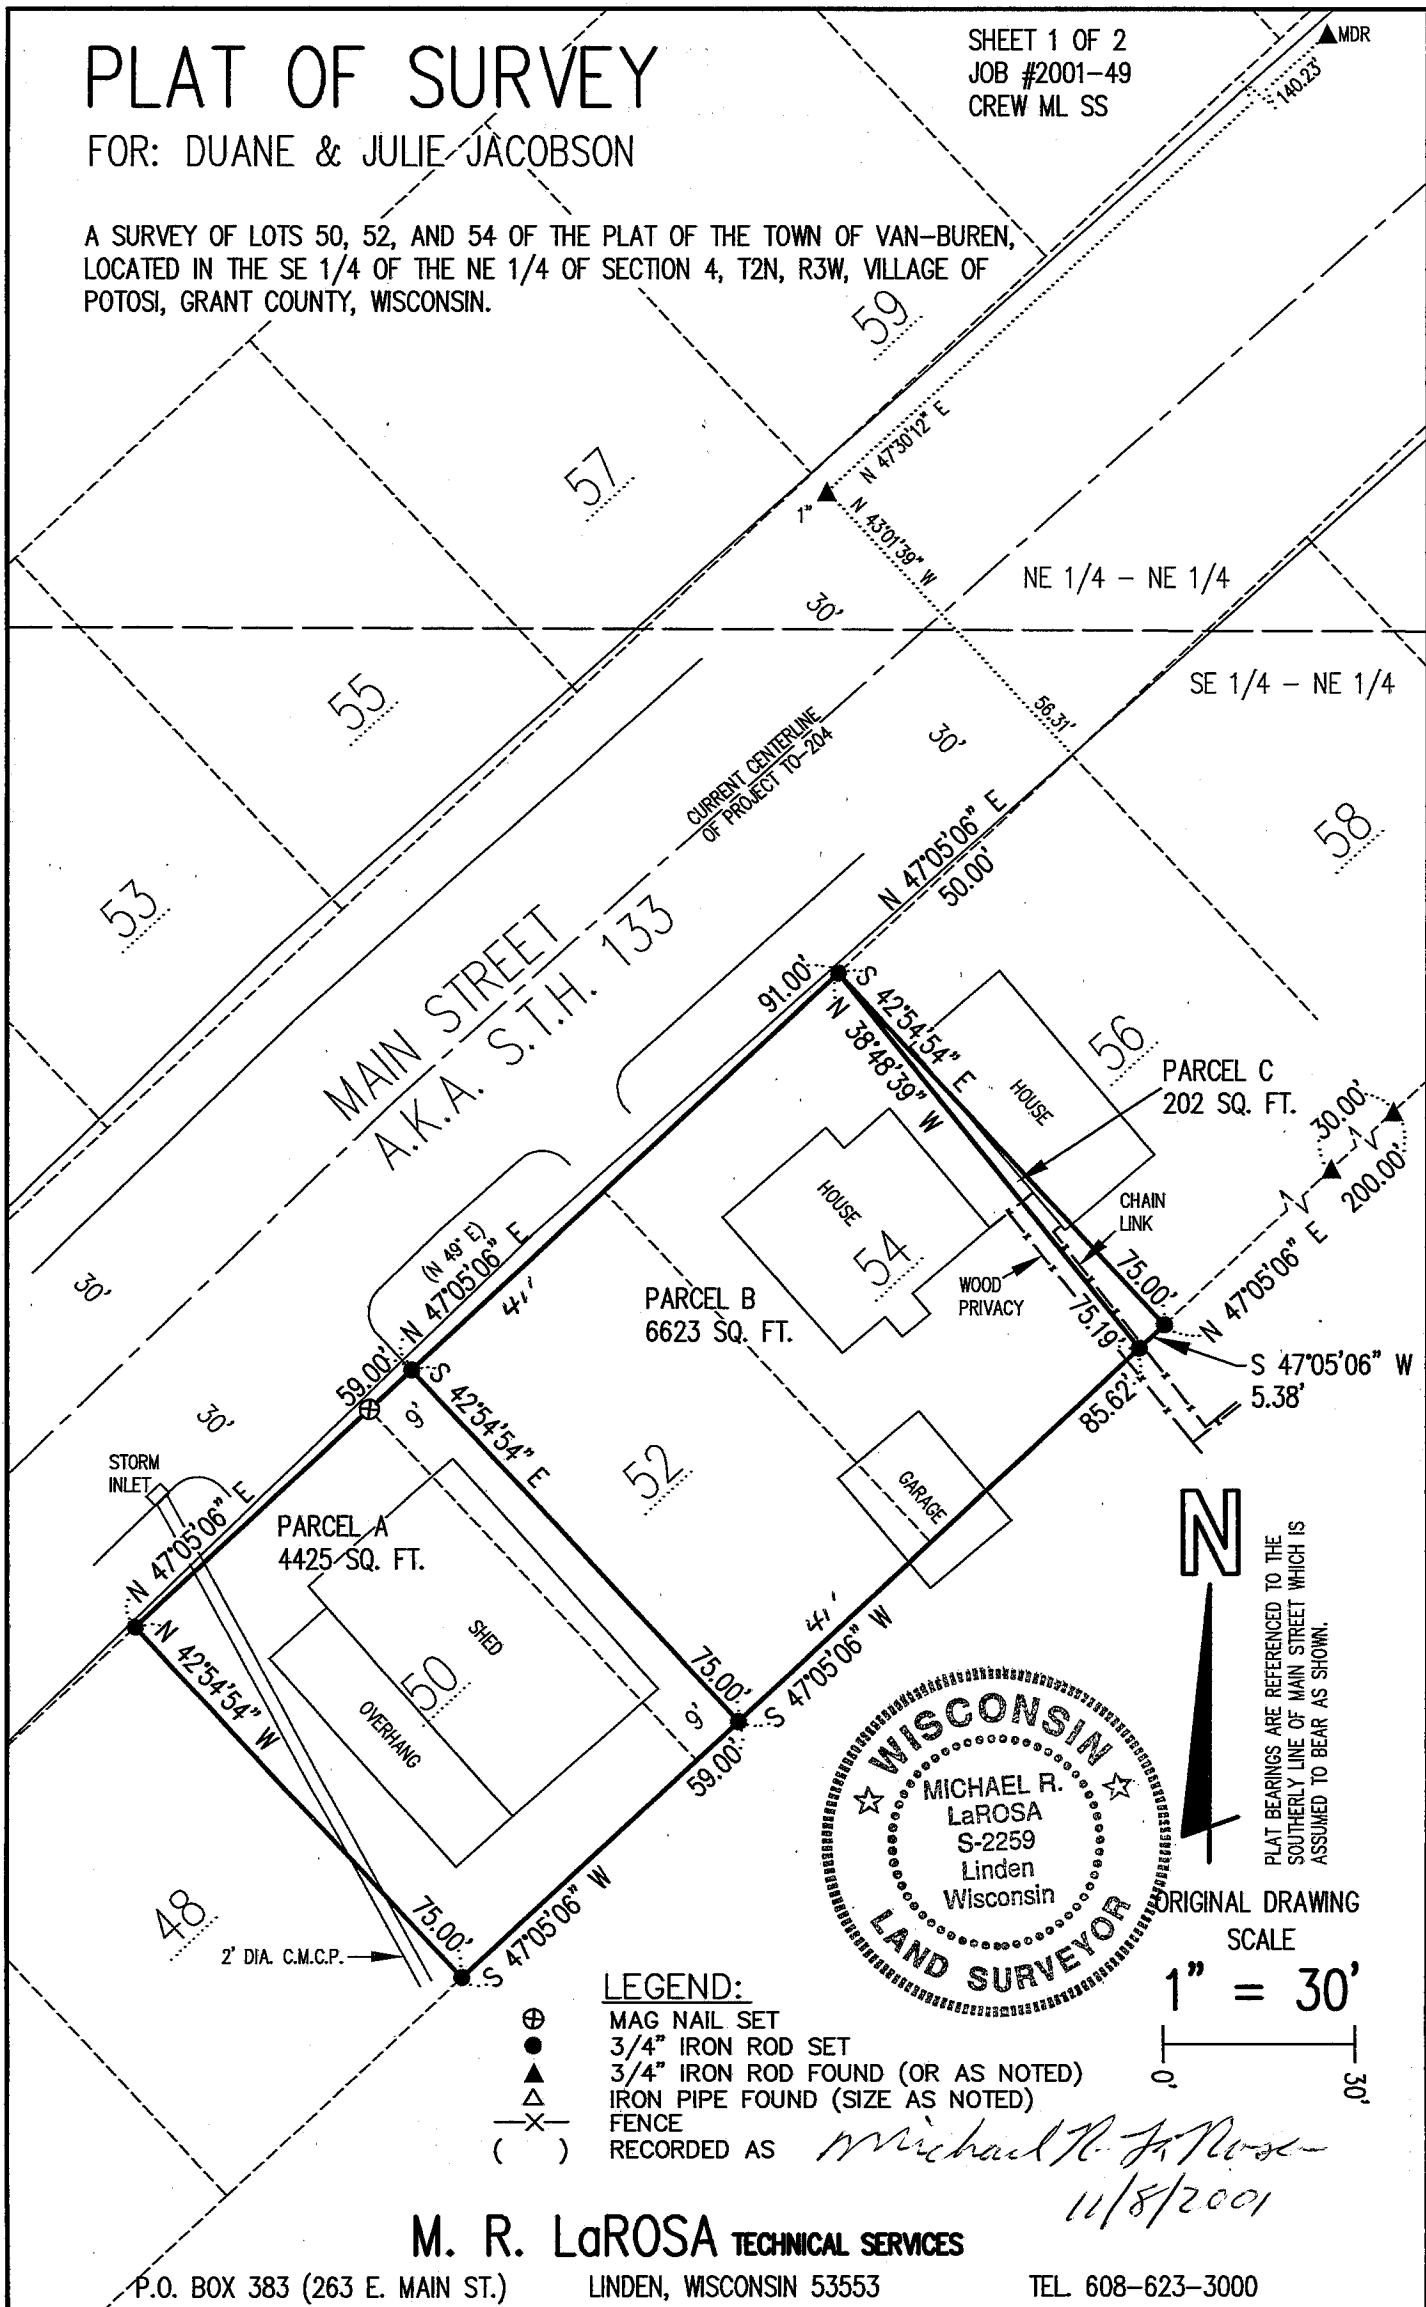 PLAT OF SURVEY
FOR: DUANE & JULIE JACOBSON
SHEET 1 OF 2
JOB #2001-49
CREW ML SS
A SURVEY OF LOTS 50, 52, AND 54 OF THE PLAT OF THE TOWN OF VAN-BUREN,
LOCATED IN THE SE 1/4 OF THE NE 1/4 OF SECTION 4, T2N, R3W, VILLAGE OF
POTOSI, GRANT COUNTY, WISCONSIN.
MDR
140.23'
59
57
N 47°30'12" E
1"
N 43°01'39" W
NE 1/4 - NE 1/4
30'
SE 1/4 - NE 1/4
55
56.31'
30'
CURRENT CENTERLINE
OF PROJECT TO-204
58
53
N 47°05'06" E
50.00'
MAIN STREET
A.K.A. S.T.H. 133
91.00'
S 42°54'54" E
N 38°48'39" W
56
HOUSE
PARCEL C
202 SQ. FT.
30.00'
200.00'
N 47°05'06" E
CHAIN
LINK
HOUSE
54
WOOD
PRIVACY
75.00'
75.19'
(N 49° E)
N 47°05'06" E
41'
30'
PARCEL B
6623 SQ. FT.
S 47°05'06" W
5.38'
59.00'
9'
S 42°54'54" E
85.62'
30'
52
GARAGE
STORM
INLET
N 47°05'06" E
PARCEL A
4425 SQ. FT.
N
PLAT BEARINGS ARE REFERENCED TO THE
SOUTHERLY LINE OF MAIN STREET WHICH IS
ASSUMED TO BEAR AS SHOWN.
SHED
50
OVERHANG
N 42°54'54" W
75.00'
9'
41'
S 47°05'06" W
59.00'
WISCONSIN
MICHAEL R.
LaROSA
S-2259
Linden
Wisconsin
LAND SURVEYOR
48
2' DIA. C.M.C.P.
75.00'
S 47°05'06" W
ORIGINAL DRAWING
SCALE
1" = 30'
0'
30'
LEGEND:
MAG NAIL SET
3/4" IRON ROD SET
3/4" IRON ROD FOUND (OR AS NOTED)
IRON PIPE FOUND (SIZE AS NOTED)
X FENCE
( ) RECORDED AS
Michael R. LaRosa
11/8/2001
M. R. LaROSA TECHNICAL SERVICES
P.O. BOX 383 (263 E. MAIN ST.) LINDEN, WISCONSIN 53553 TEL. 608-623-3000